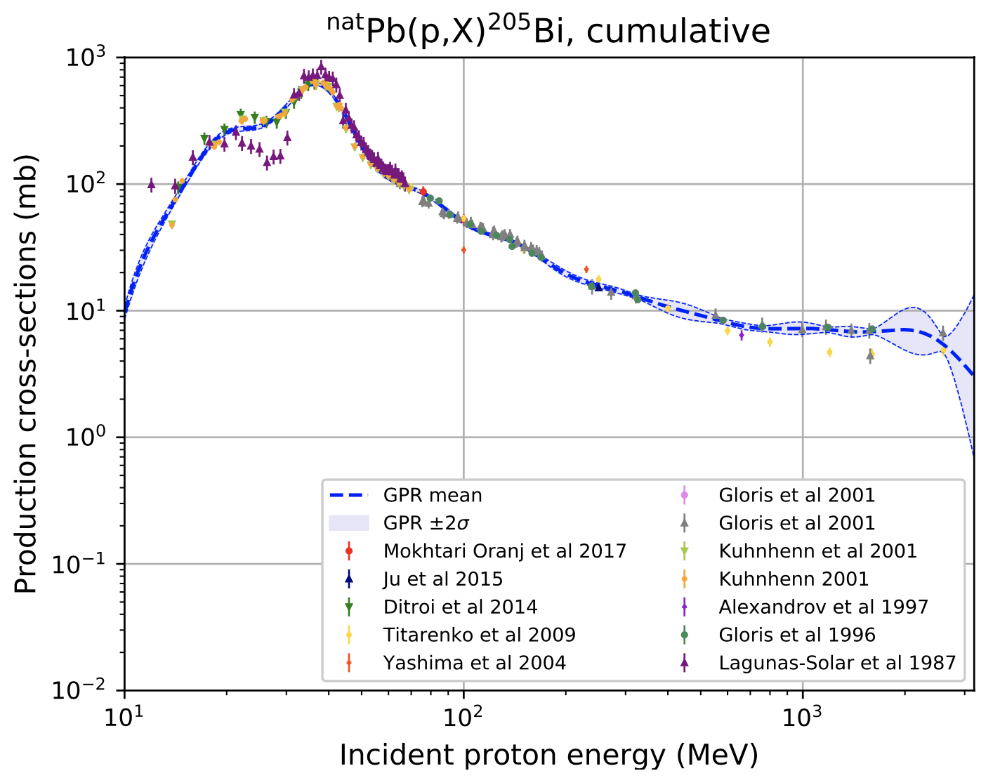 natPb(p,X)205Bi, cumulative
Production cross-sections (mb)
10³
10²
10¹
10⁰
10⁻¹
10⁻²
GPR mean
GPR ±2σ
Mokhtari Oranj et al 2017
Ju et al 2015
Ditroi et al 2014
Titarenko et al 2009
Yashima et al 2004
Gloris et al 2001
Gloris et al 2001
Kuhnhenn et al 2001
Kuhnhenn 2001
Alexandrov et al 1997
Gloris et al 1996
Lagunas-Solar et al 1987
10¹ 10² 10³
Incident proton energy (MeV)